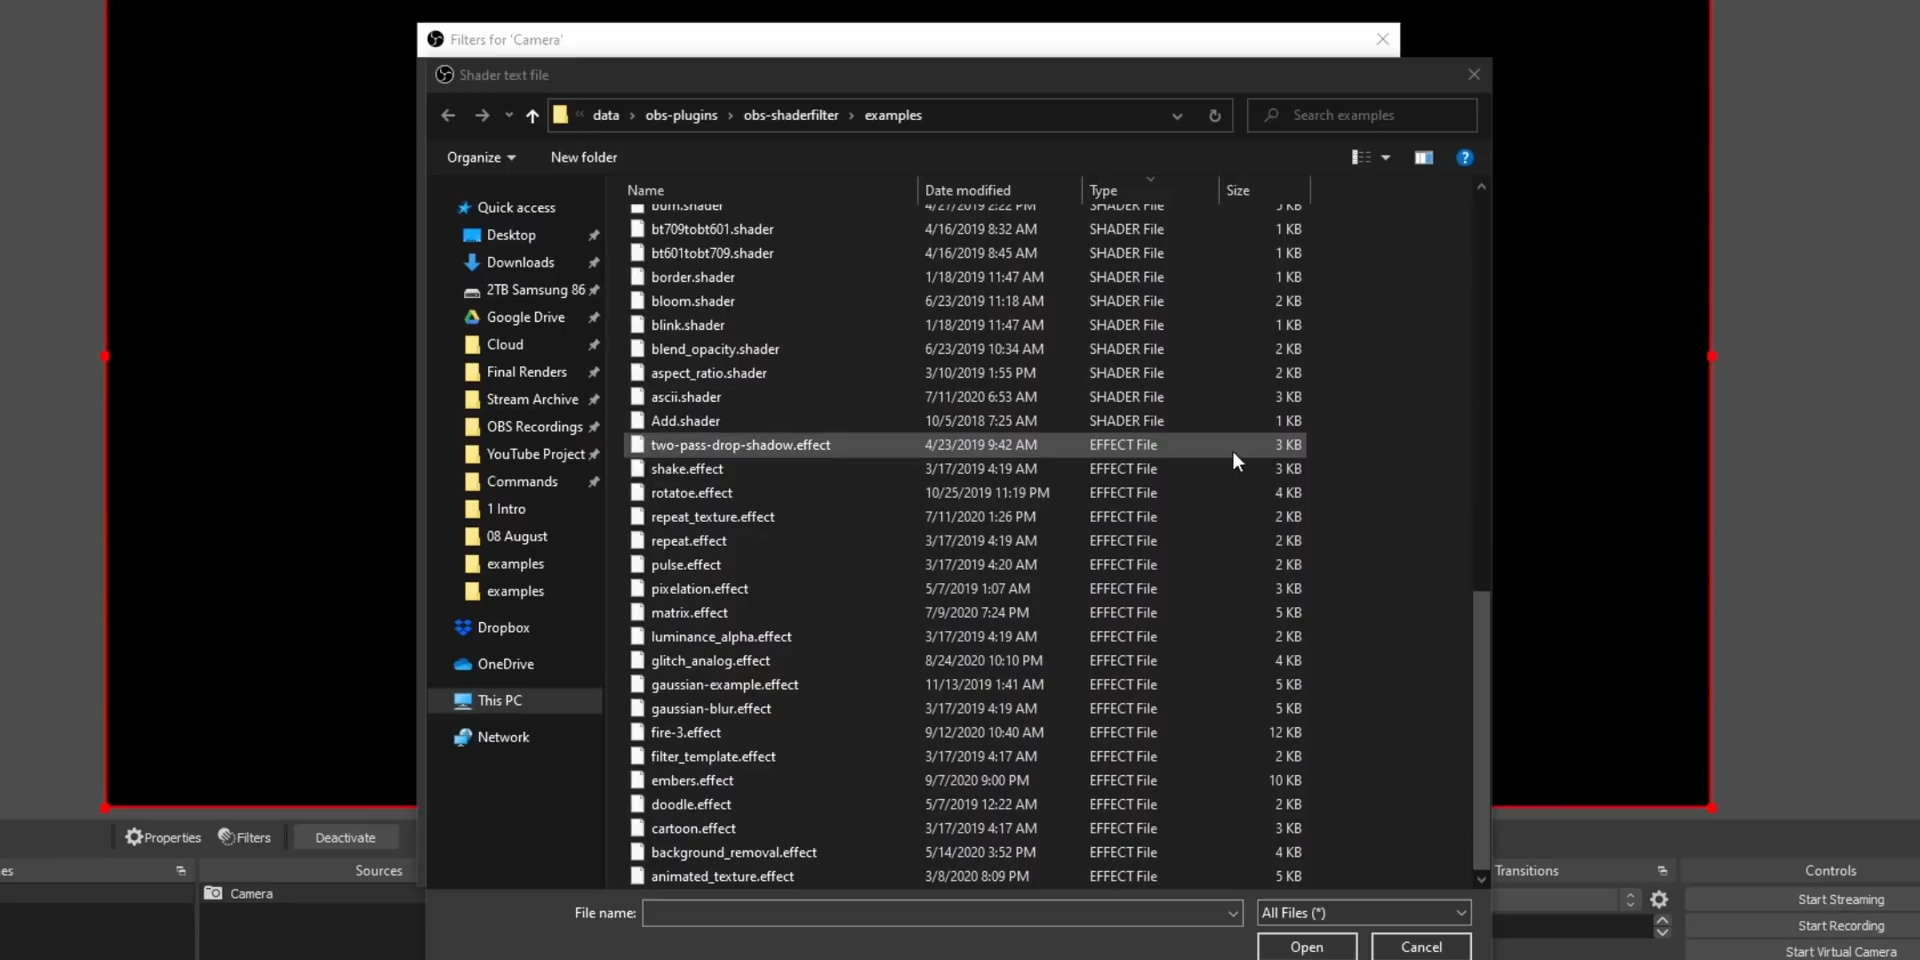 Filters for 'Camera'
Shader text file
« data › obs-plugins › obs-shaderfilter › examples
Search examples
Organize
New folder
Name Date modified Type Size
burn.shader 4/27/2019 2:22 PM SHADER File 5 KB
bt709tobt601.shader 4/16/2019 8:32 AM SHADER File 1 KB
bt601tobt709.shader 4/16/2019 8:45 AM SHADER File 1 KB
border.shader 1/18/2019 11:47 AM SHADER File 1 KB
bloom.shader 6/23/2019 11:18 AM SHADER File 2 KB
blink.shader 1/18/2019 11:47 AM SHADER File 1 KB
blend_opacity.shader 6/23/2019 10:34 AM SHADER File 2 KB
aspect_ratio.shader 3/10/2019 1:55 PM SHADER File 2 KB
ascii.shader 7/11/2020 6:53 AM SHADER File 3 KB
Add.shader 10/5/2018 7:25 AM SHADER File 1 KB
two-pass-drop-shadow.effect 4/23/2019 9:42 AM EFFECT File 3 KB
shake.effect 3/17/2019 4:19 AM EFFECT File 3 KB
rotatoe.effect 10/25/2019 11:19 PM EFFECT File 4 KB
repeat_texture.effect 7/11/2020 1:26 PM EFFECT File 2 KB
repeat.effect 3/17/2019 4:19 AM EFFECT File 2 KB
pulse.effect 3/17/2019 4:20 AM EFFECT File 2 KB
pixelation.effect 5/7/2019 1:07 AM EFFECT File 3 KB
matrix.effect 7/9/2020 7:24 PM EFFECT File 5 KB
luminance_alpha.effect 3/17/2019 4:19 AM EFFECT File 2 KB
glitch_analog.effect 8/24/2020 10:10 PM EFFECT File 4 KB
gaussian-example.effect 11/13/2019 1:41 AM EFFECT File 5 KB
gaussian-blur.effect 3/17/2019 4:19 AM EFFECT File 5 KB
fire-3.effect 9/12/2020 10:40 AM EFFECT File 12 KB
filter_template.effect 3/17/2019 4:17 AM EFFECT File 2 KB
embers.effect 9/7/2020 9:00 PM EFFECT File 10 KB
doodle.effect 5/7/2019 12:22 AM EFFECT File 2 KB
cartoon.effect 3/17/2019 4:17 AM EFFECT File 3 KB
background_removal.effect 5/14/2020 3:52 PM EFFECT File 4 KB
animated_texture.effect 3/8/2020 8:09 PM EFFECT File 5 KB
Quick access
Desktop
Downloads
2TB Samsung 86
Google Drive
Cloud
Final Renders
Stream Archive
OBS Recordings
YouTube Project
Commands
1 Intro
08 August
examples
examples
Dropbox
OneDrive
This PC
Network
File name:
All Files (*)
Open
Cancel
Properties
Filters
Deactivate
es
Sources
Camera
Transitions
Controls
Start Streaming
Start Recording
Start Virtual Camera